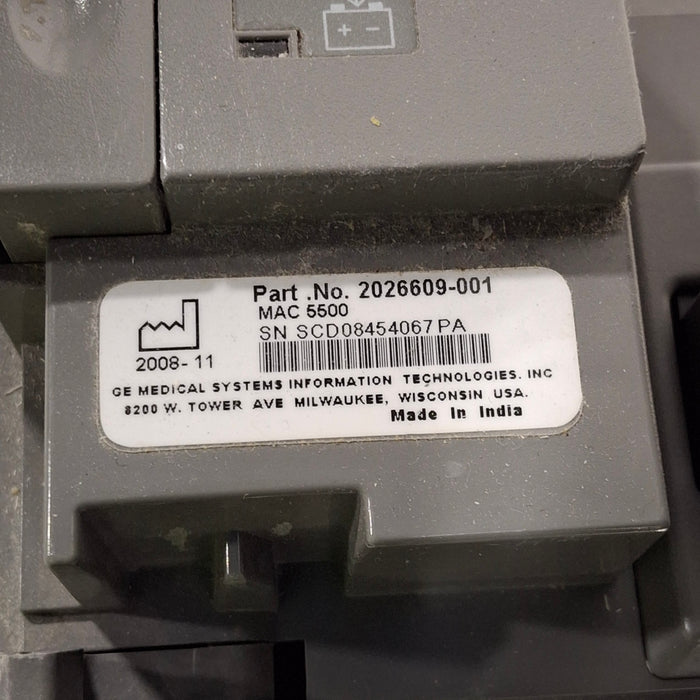 Part .No. 2026609-001
MAC 5500
SN SCD08454067PA
2008-11
GE MEDICAL SYSTEMS INFORMATION TECHNOLOGIES. INC
8200 W. TOWER AVE MILWAUKEE, WISCONSIN USA.
Made In India